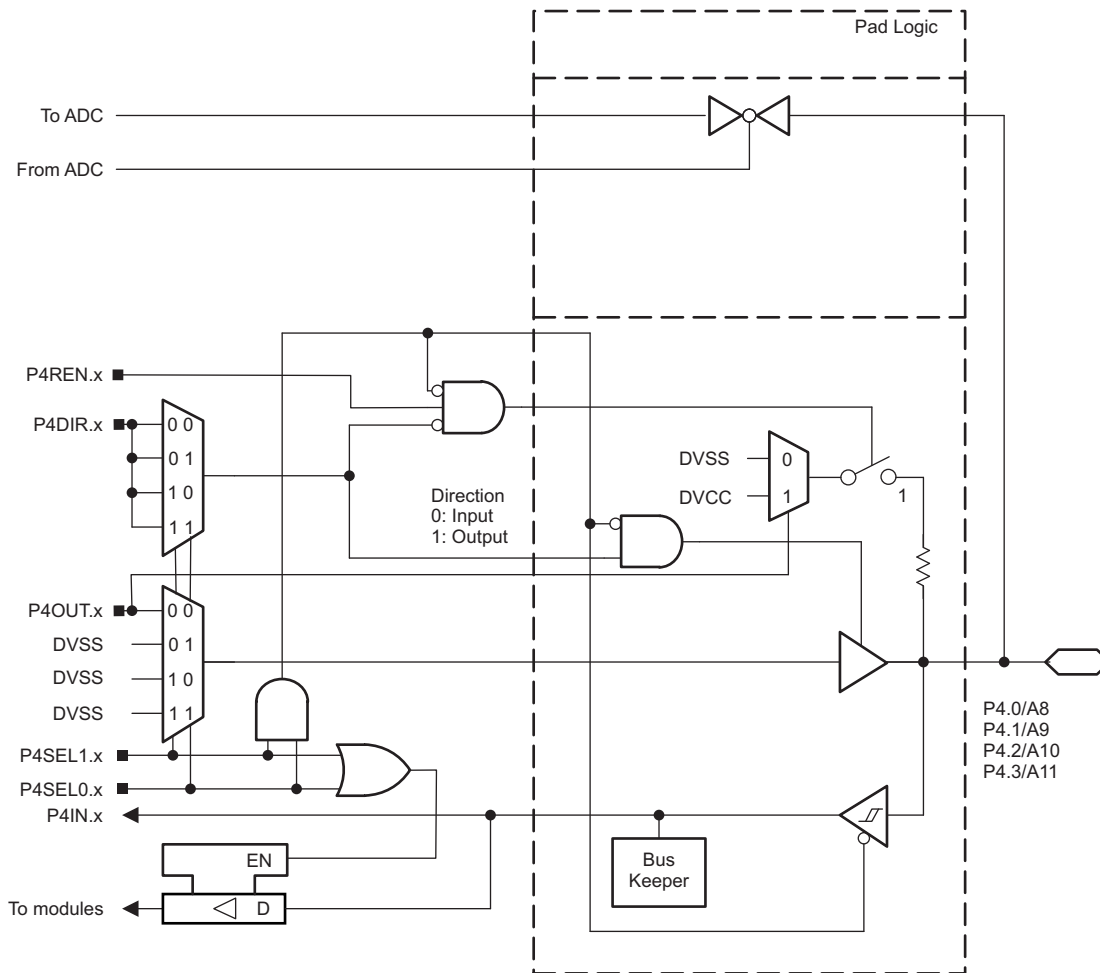 Pad Logic
To ADC
From ADC
P4REN.x
P4DIR.x
0 0
0 1
1 0
1 1
Direction
0: Input
1: Output
DVSS
0
DVCC
1
1
P4OUT.x
0 0
DVSS
0 1
DVSS
1 0
DVSS
1 1
P4.0/A8
P4.1/A9
P4.2/A10
P4.3/A11
P4SEL1.x
P4SEL0.x
P4IN.x
Bus
Keeper
EN
To modules
D